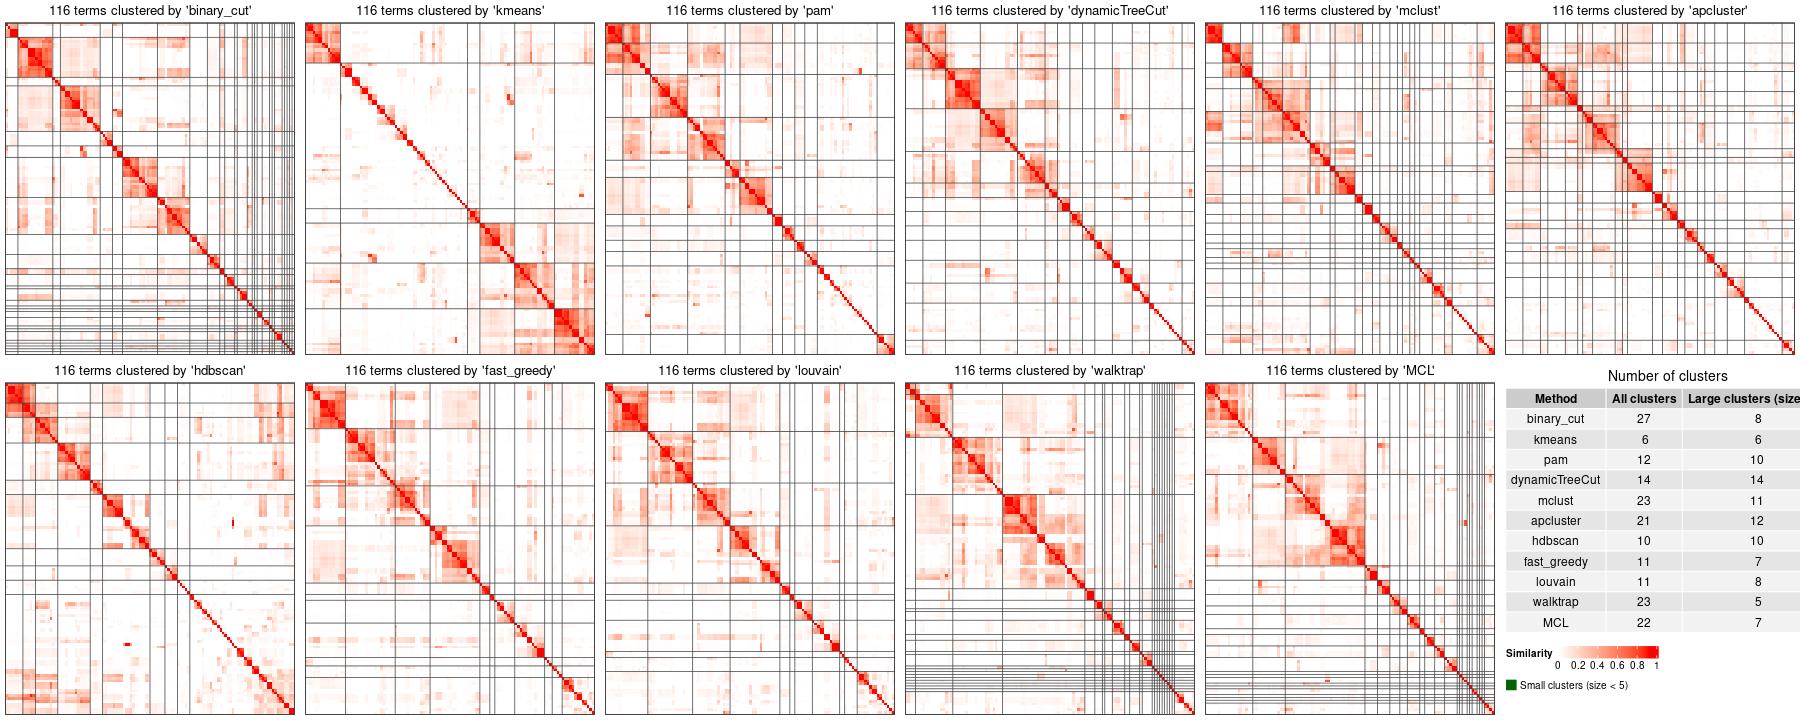 116 terms clustered by 'binary_cut'
116 terms clustered by 'kmeans'
116 terms clustered by 'pam'
116 terms clustered by 'dynamicTreeCut'
116 terms clustered by 'mclust'
116 terms clustered by 'apcluster'
116 terms clustered by 'hdbscan'
116 terms clustered by 'fast_greedy'
116 terms clustered by 'louvain'
116 terms clustered by 'walktrap'
116 terms clustered by 'MCL'
Number of clusters
Method All clusters Large clusters (size
binary_cut 27 8
kmeans 6 6
pam 12 10
dynamicTreeCut 14 14
mclust 23 11
apcluster 21 12
hdbscan 10 10
fast_greedy 11 7
louvain 11 8
walktrap 23 5
MCL 22 7
Similarity
0 0.2 0.4 0.6 0.8 1
Small clusters (size < 5)